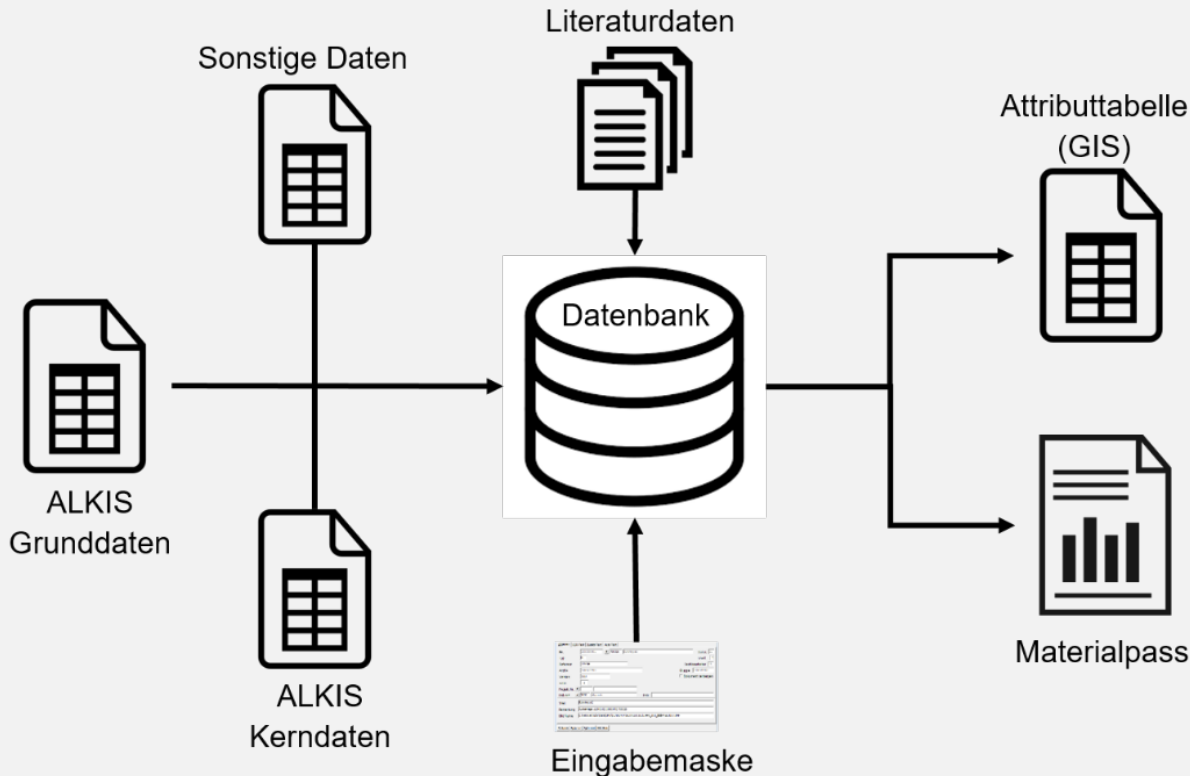 Literaturdaten
Sonstige Daten
Attributtabelle
(GIS)
Datenbank
ALKIS
Grunddaten
ALKIS
Kerndaten
Eingabemaske
Materialpass